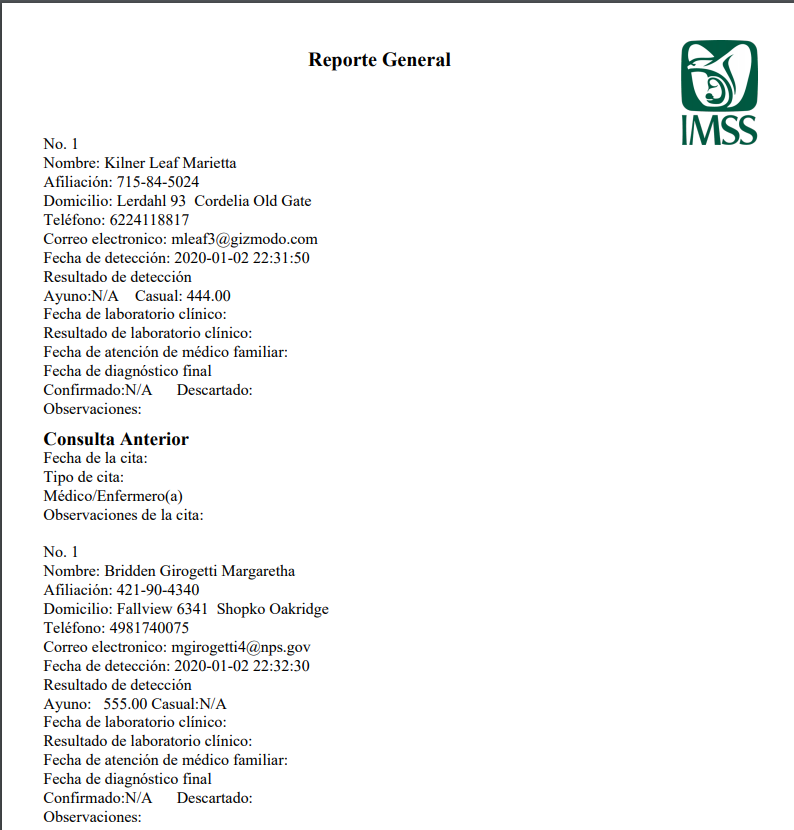 Reporte General
IMSS
No. 1
Nombre: Kilner Leaf Marietta
Afiliación: 715-84-5024
Domicilio: Lerdahl 93  Cordelia Old Gate
Teléfono: 6224118817
Correo electronico: mleaf3@gizmodo.com
Fecha de detección: 2020-01-02 22:31:50
Resultado de detección
Ayuno:N/A    Casual: 444.00
Fecha de laboratorio clínico:
Resultado de laboratorio clínico:
Fecha de atención de médico familiar:
Fecha de diagnóstico final
Confirmado:N/A      Descartado:
Observaciones:
Consulta Anterior
Fecha de la cita:
Tipo de cita:
Médico/Enfermero(a)
Observaciones de la cita:
No. 1
Nombre: Bridden Girogetti Margaretha
Afiliación: 421-90-4340
Domicilio: Fallview 6341  Shopko Oakridge
Teléfono: 4981740075
Correo electronico: mgirogetti4@nps.gov
Fecha de detección: 2020-01-02 22:32:30
Resultado de detección
Ayuno:   555.00 Casual:N/A
Fecha de laboratorio clínico:
Resultado de laboratorio clínico:
Fecha de atención de médico familiar:
Fecha de diagnóstico final
Confirmado:N/A      Descartado:
Observaciones: